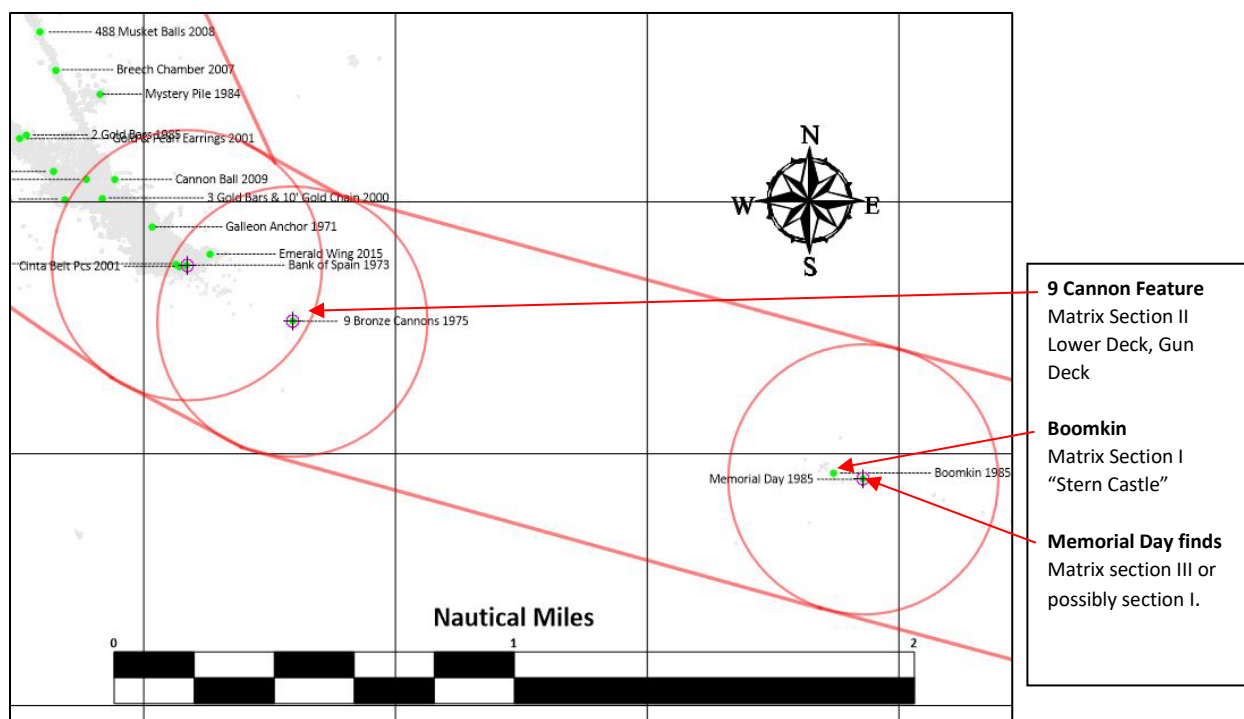 488 Musket Balls 2008
Breech Chamber 2007
Mystery Pile 1984
2 Gold Bars 1985
Gold & Pearl Earrings 2001
Cannon Ball 2009
3 Gold Bars & 10' Gold Chain 2000
Galleon Anchor 1971
Emerald Wing 2015
Cinta Belt Pcs 2001
Bank of Spain 1973
9 Bronze Cannons 1975
N
W E
S
Memorial Day 1985
Boomkin 1985
Nautical Miles
0 1 2
9 Cannon Feature
Matrix Section II
Lower Deck, Gun
Deck
Boomkin
Matrix Section I
“Stern Castle”
Memorial Day finds
Matrix section III or
possibly section I.